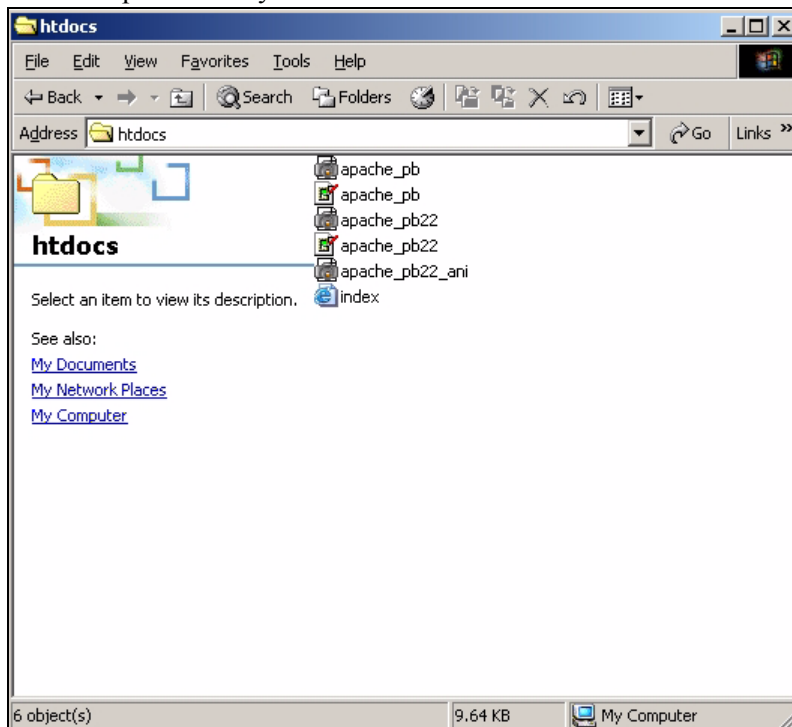 htdocs
File Edit View Favorites Tools Help
Back Search Folders
Address htdocs Go Links »
htdocs
Select an item to view its description.
See also:
My Documents
My Network Places
My Computer
apache_pb
apache_pb
apache_pb22
apache_pb22
apache_pb22_ani
index
6 object(s) 9.64 KB My Computer